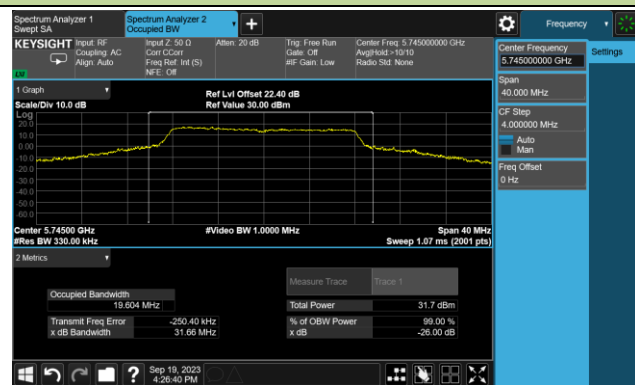 Spectrum Analyzer 1
Swept SA
Spectrum Analyzer 2
Occupied BW
Frequency
KEYSIGHT
Input: RF
Coupling: AC
Align: Auto
Input Z: 50 Ω
Corr CCorr
Freq Ref: Int (S)
NFE: Off
Atten: 20 dB
Trig: Free Run
Gate: Off
#IF Gain: Low
Center Freq: 5.745000000 GHz
Avg|Hold:>10/10
Radio Std: None
Center Frequency
5.745000000 GHz
Settings
Span
40.000 MHz
CF Step
4.000000 MHz
Auto
Man
Freq Offset
0 Hz
1 Graph
Scale/Div 10.0 dB
Ref Lvl Offset 22.40 dB
Ref Value 30.00 dBm
Log
20.0
10.0
0.00
-10.0
-20.0
-30.0
-40.0
-50.0
-60.0
Center 5.74500 GHz
#Res BW 330.00 kHz
#Video BW 1.0000 MHz
Span 40 MHz
Sweep 1.07 ms (2001 pts)
2 Metrics
Measure Trace
Trace 1
Occupied Bandwidth
19.604 MHz
Total Power
31.7 dBm
Transmit Freq Error
-250.40 kHz
% of OBW Power
99.00 %
x dB Bandwidth
31.66 MHz
x dB
-26.00 dB
Sep 19, 2023
4:26:40 PM